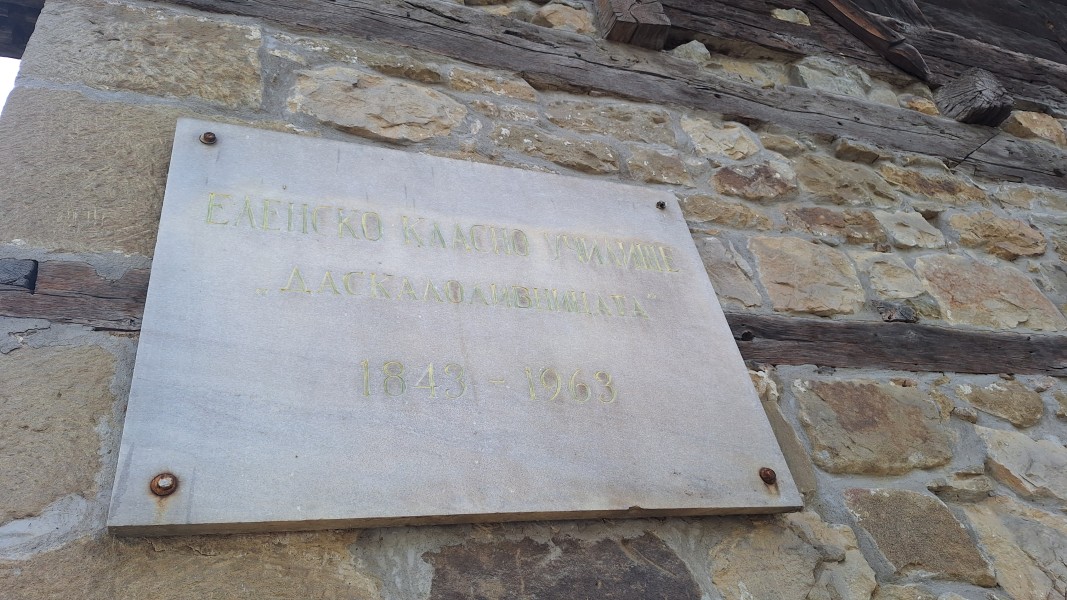 ЕЛЕНСКО КЛАСНО УЧИЛИЩЕ
„ДАСКАЛОЛИВНИЦАТА"
1843 - 1963